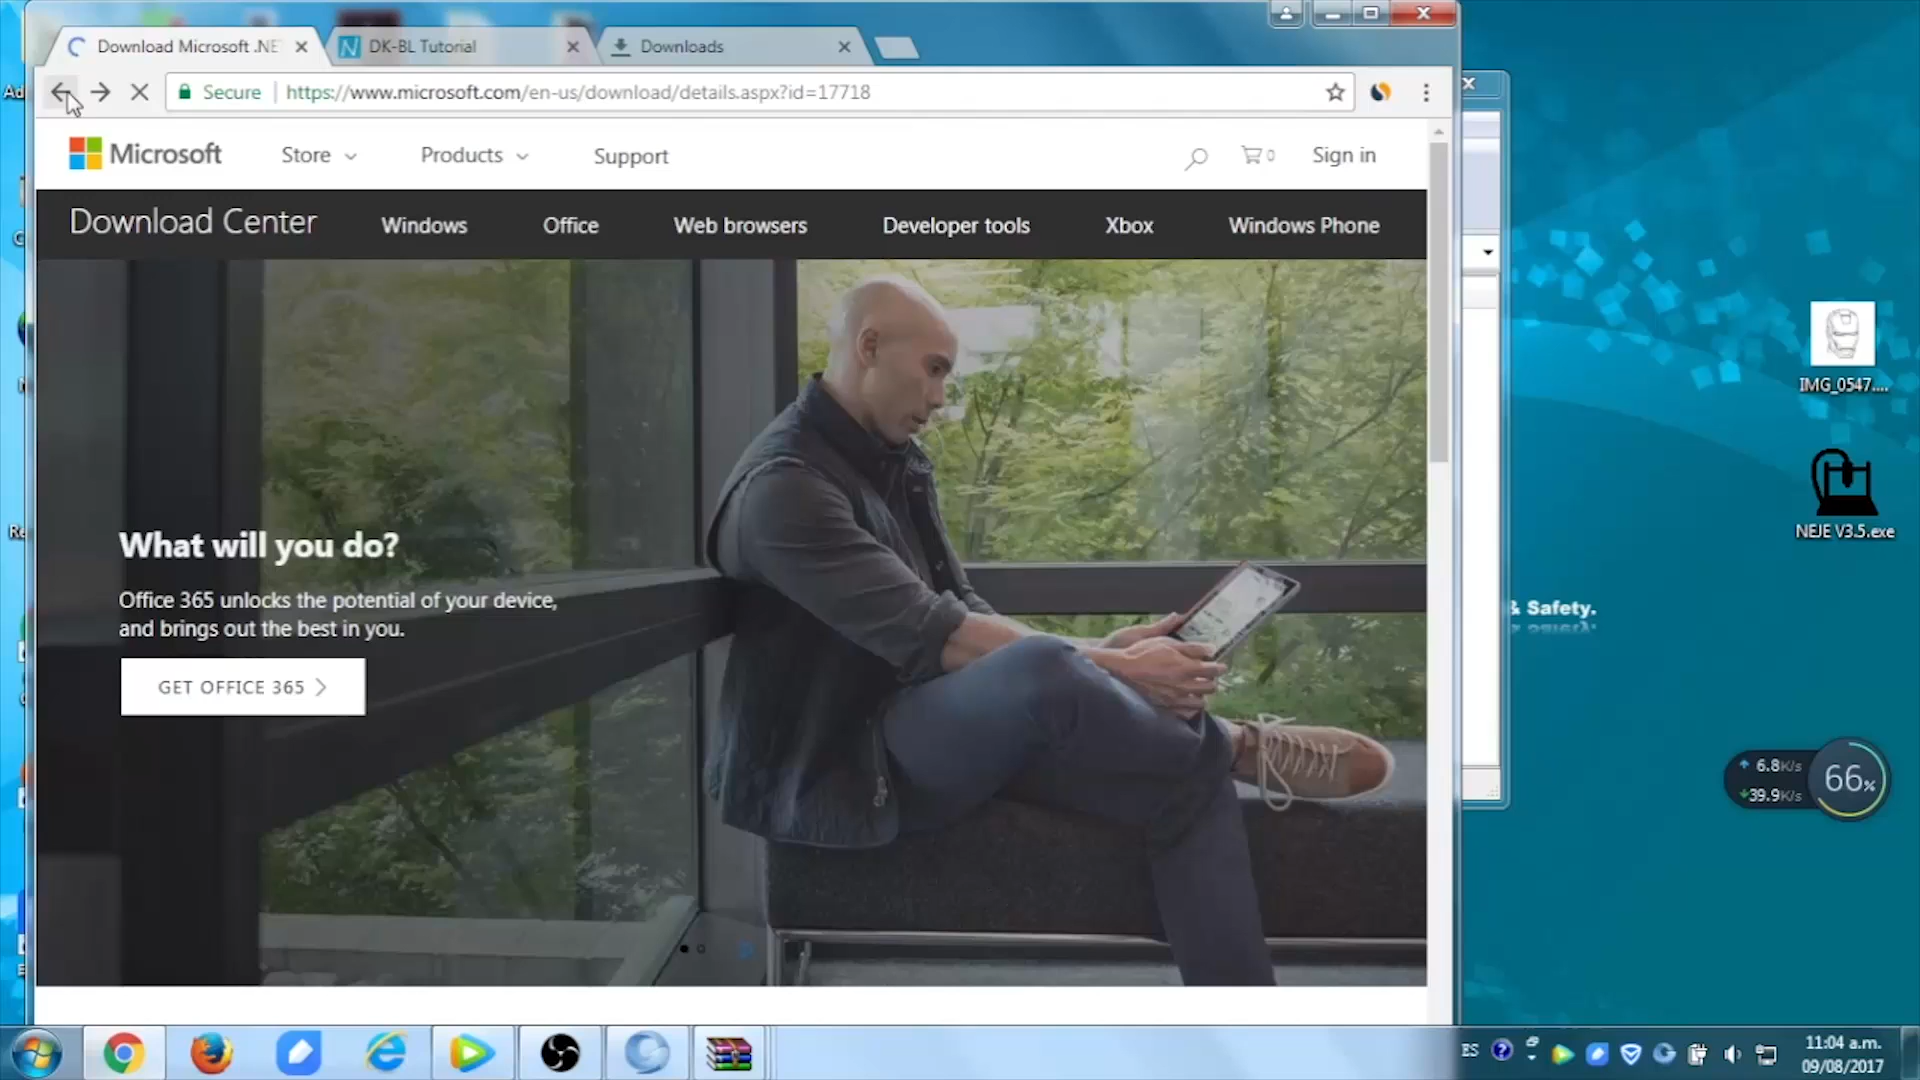 Download Microsoft .NE
DK-BL Tutorial
Downloads
Secure
https://www.microsoft.com/en-us/download/details.aspx?id=17718
Microsoft
Store
Products
Support
0
Sign in
Download Center
Windows
Office
Web browsers
Developer tools
Xbox
Windows Phone
What will you do?
Office 365 unlocks the potential of your device,
and brings out the best in you.
GET OFFICE 365
IMG_0547....
NEJE V3.5.exe
& Safety.
6.8K/s
39.9K/s
66%
Ad
Re
ES
11:04 a.m.
09/08/2017